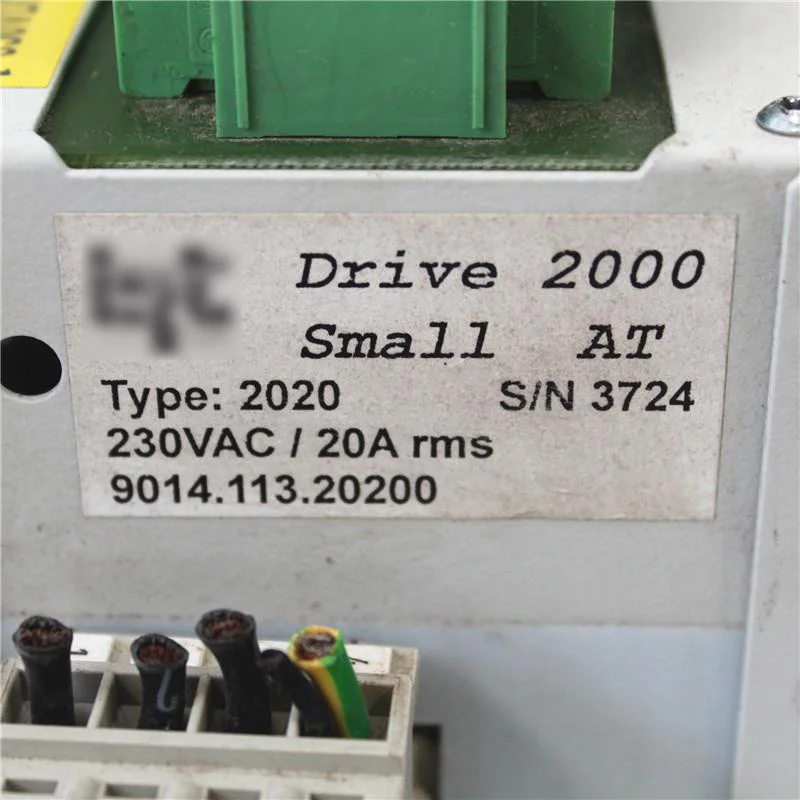 Drive 2000
Small AT
Type: 2020 S/N 3724
230VAC / 20A rms
9014.113.20200